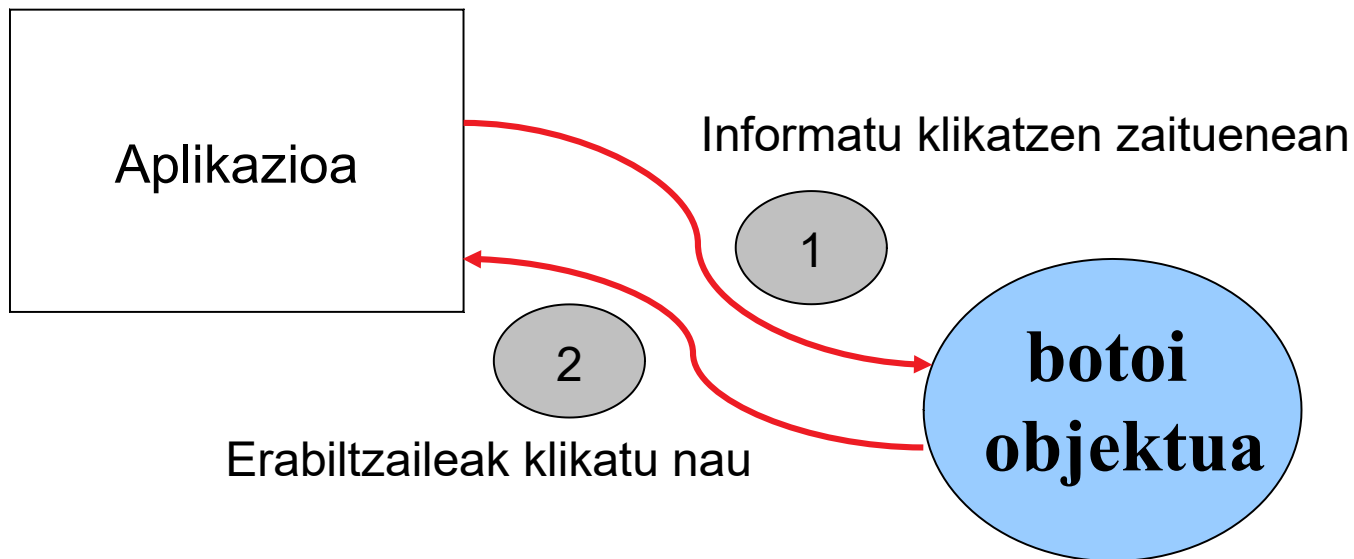 Aplikazioa
Informatu klikatzen zaituenean
1
2
Erabiltzaileak klikatu nau
botoi
objektua